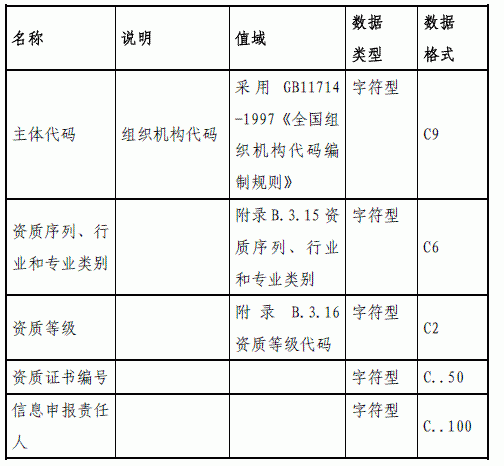 名称 说明 值域 数据
类型 数据
格式
主体代码 组织机构代码 采用 GB11714
-1997《全国组
织机构代码编
制规则》 字符型 C9
资质序列、行
业和专业类别 附录B.3.15资
质序列、行业
和专业类别 字符型 C6
资质等级 附录 B.3.16
资质等级代码 字符型 C2
资质证书编号 字符型 C..50
信息申报责任
人 字符型 C..100